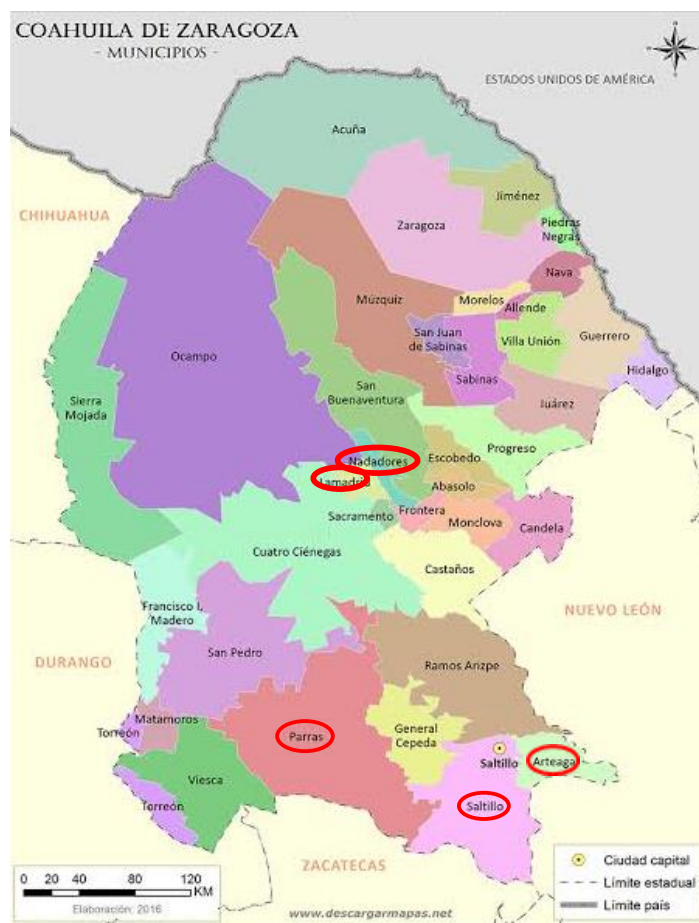 COAHUILA DE ZARAGOZA
- MUNICIPIOS -
ESTADOS UNIDOS DE AMÉRICA
Acuña
CHIHUAHUA
Jiménez
Zaragoza
Piedras
Negras
Nava
Múzquiz
Morelos
Allende
San Juan
de Sabinas
Villa Unión
Guerrero
Ocampo
Hidalgo
Sabinas
San
Buenaventura
Sierra
Mojada
Juárez
Progreso
Nadadores
Escobedo
Lamadrid
Abasolo
Frontera
Sacramento
Monclova
Candela
Cuatro Ciénegas
Castaños
Francisco I,
Madero
NUEVO LEÓN
San Pedro
DURANGO
Ramos Arizpe
Matamoros
Torreón
Parras
General
Cepeda
Saltillo
Arteaga
Viesca
Torreón
Saltillo
ZACATECAS
Ciudad capital
Límite estadual
Límite país
0 20 40 80 120
KM
Elaboración: 2016
www.descargarmapas.net